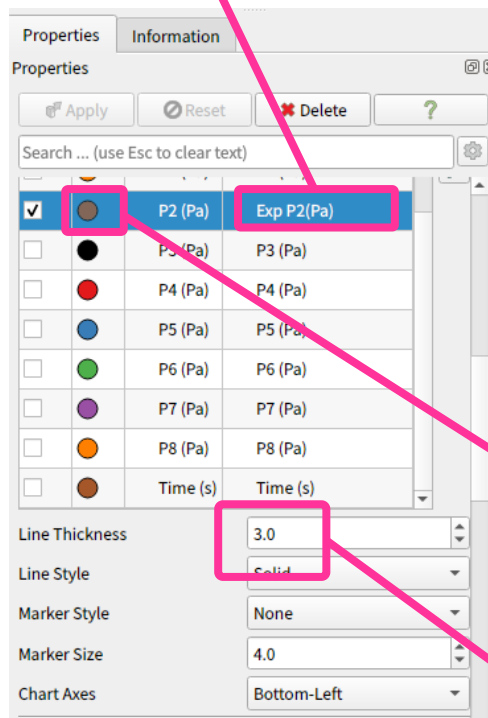 Properties Information
Properties
Apply Reset Delete ?
Search ... (use Esc to clear text)
P2 (Pa) Exp P2(Pa)
P3 (Pa) P3 (Pa)
P4 (Pa) P4 (Pa)
P5 (Pa) P5 (Pa)
P6 (Pa) P6 (Pa)
P7 (Pa) P7 (Pa)
P8 (Pa) P8 (Pa)
Time (s) Time (s)
Line Thickness 3.0
Line Style Solid
Marker Style None
Marker Size 4.0
Chart Axes Bottom-Left